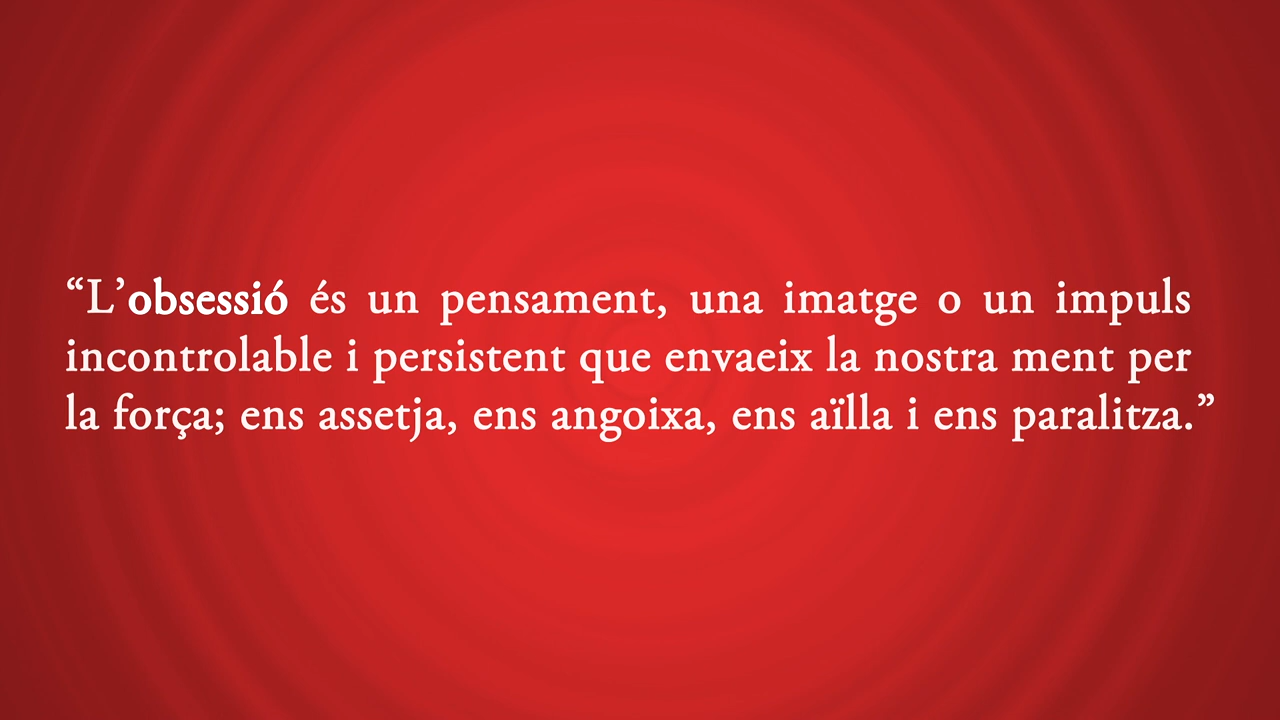 “L’obsessió és un pensament, una imatge o un impuls
incontrolable i persistent que envaeix la nostra ment per
la força; ens assetja, ens angoixa, ens aïlla i ens paralitza.”